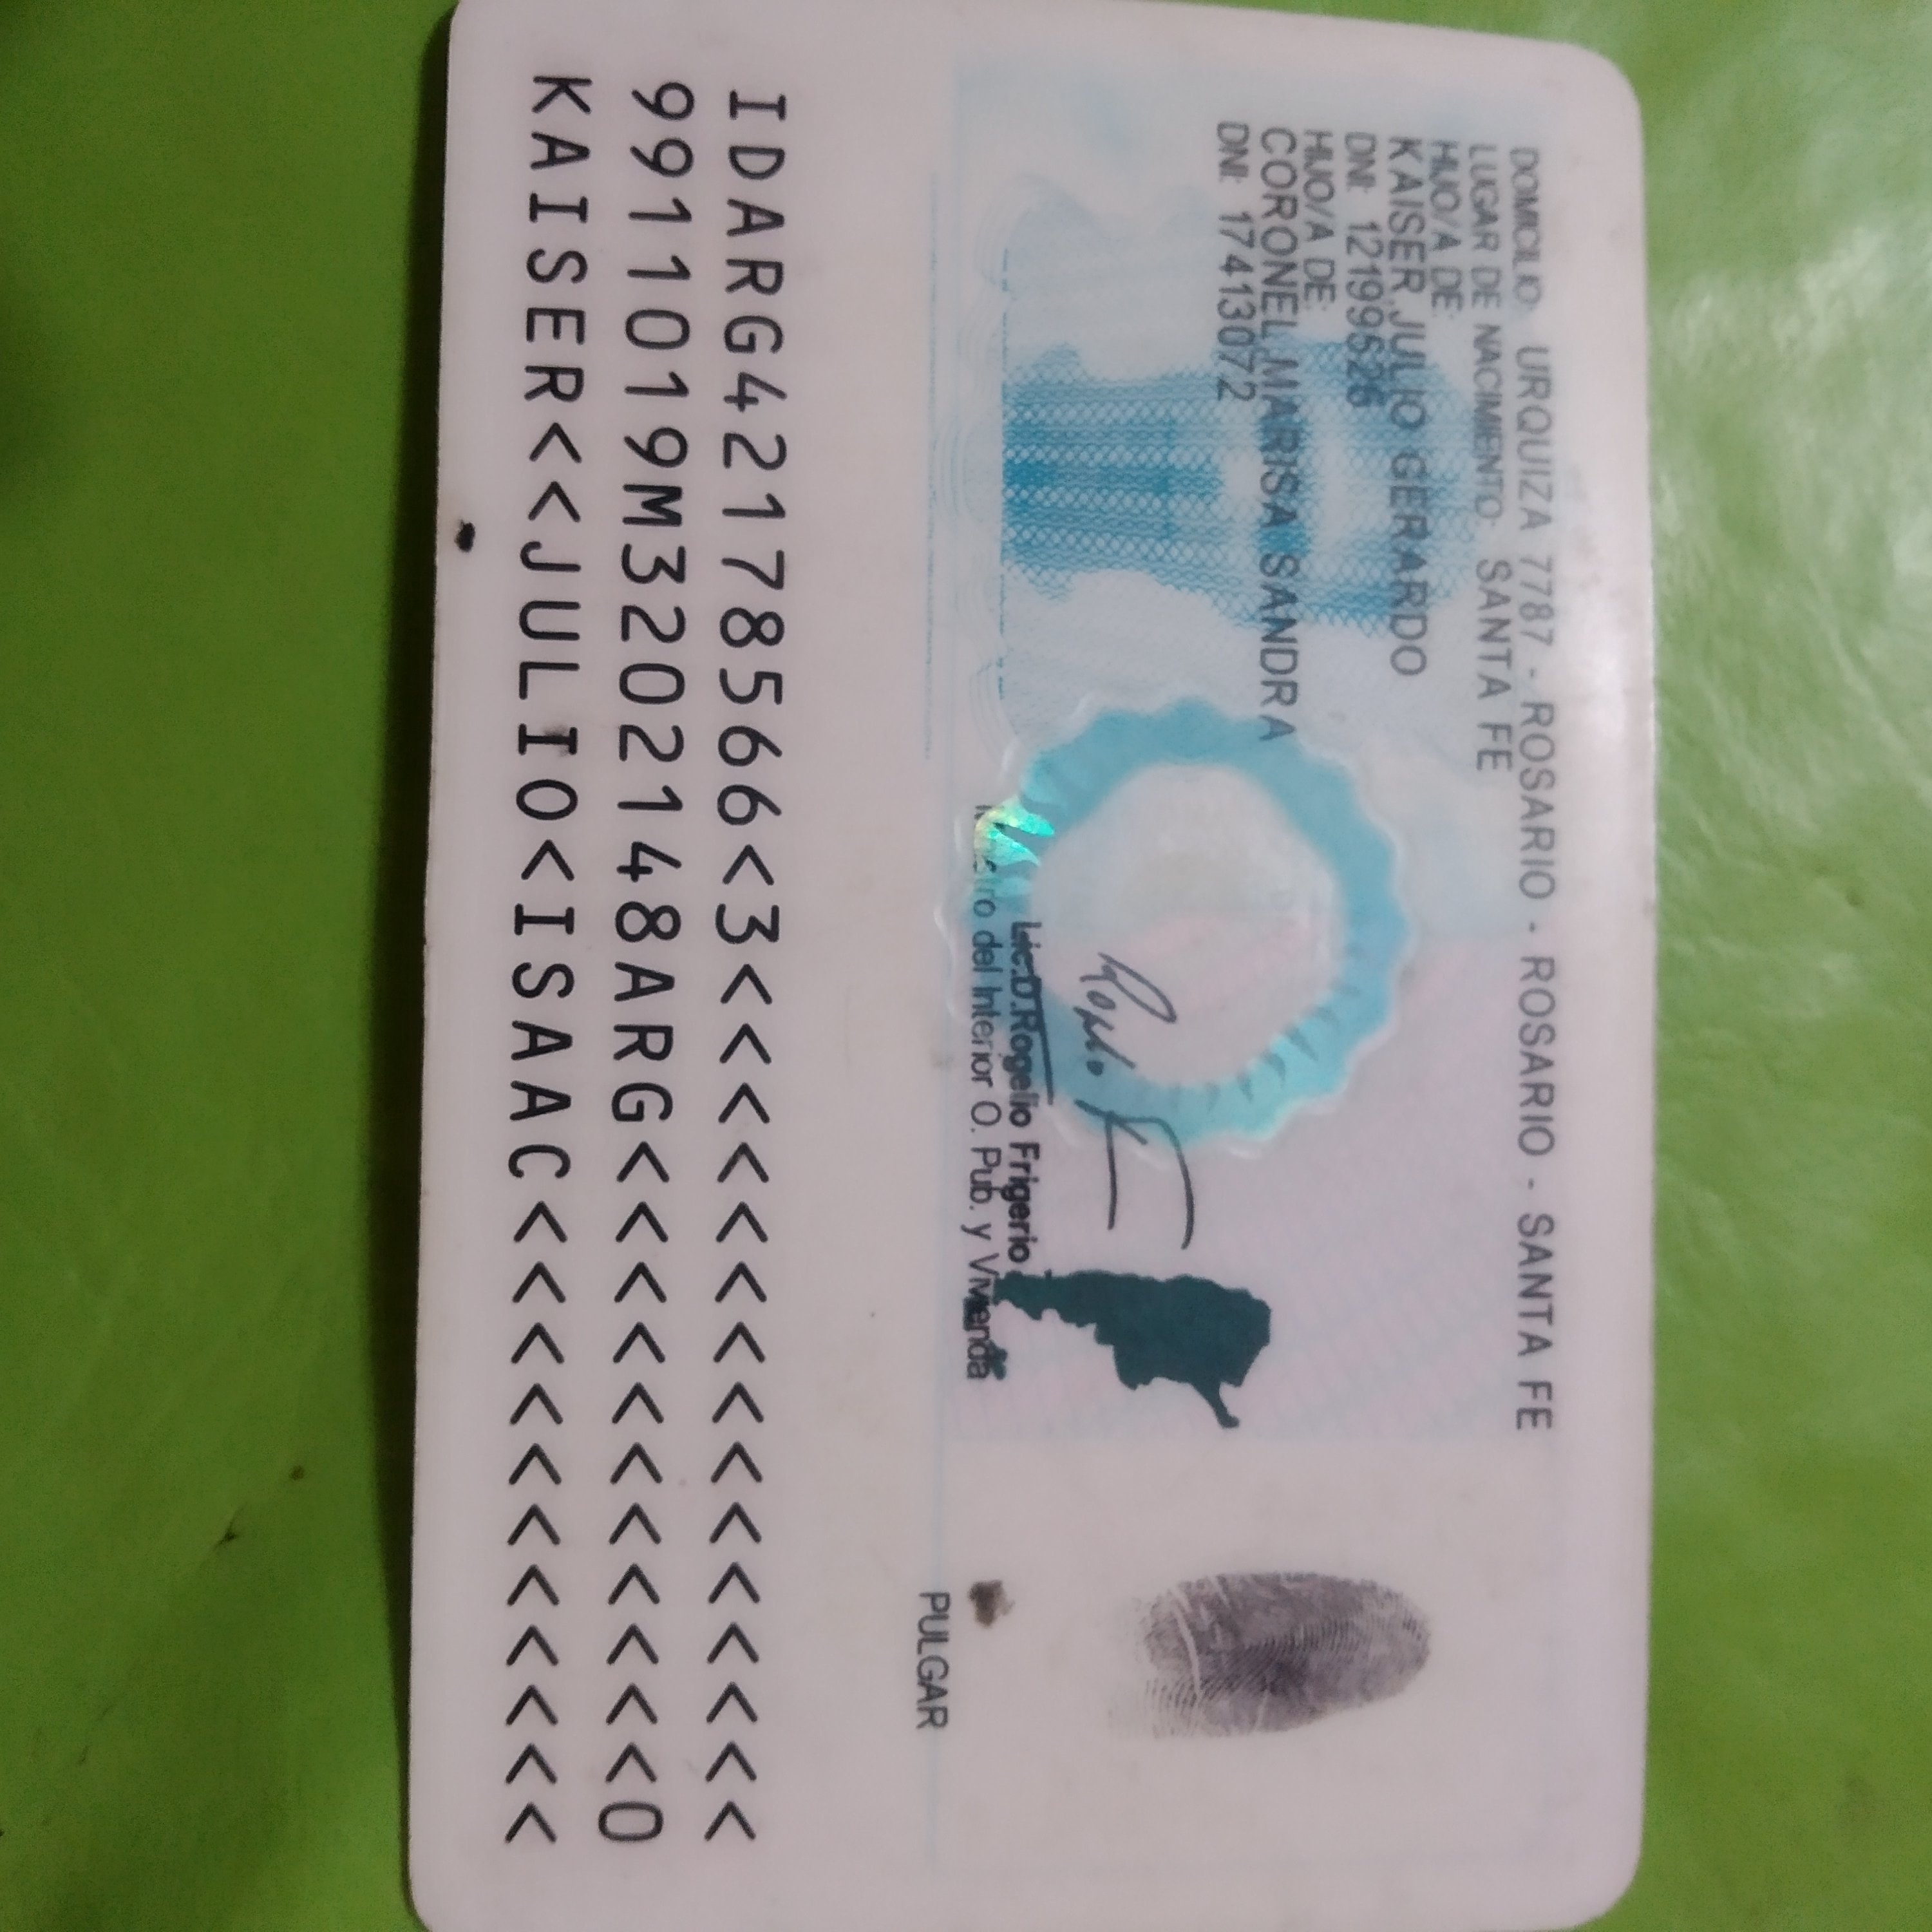 DOMICILIO: URQUIZA 7787 - ROSARIO - ROSARIO - SANTA FE
LUGAR DE NACIMIENTO: SANTA FE
HIJO/A DE:
KAISER,JULIO GERARDO
DNI: 12199526
HIJO/A DE:
CORONEL,MARISA SANDRA
DNI: 17413072
Lic.D.Rogelio Frigerio
del Interior O. Pub. y Vivienda
PULGAR
IDARG42178566<3<<<<<<<<<<<<<<<
9911019M3202148ARG<<<<<<<<<<<0
KAISER<<JULIO<ISAAC<<<<<<<<<<<